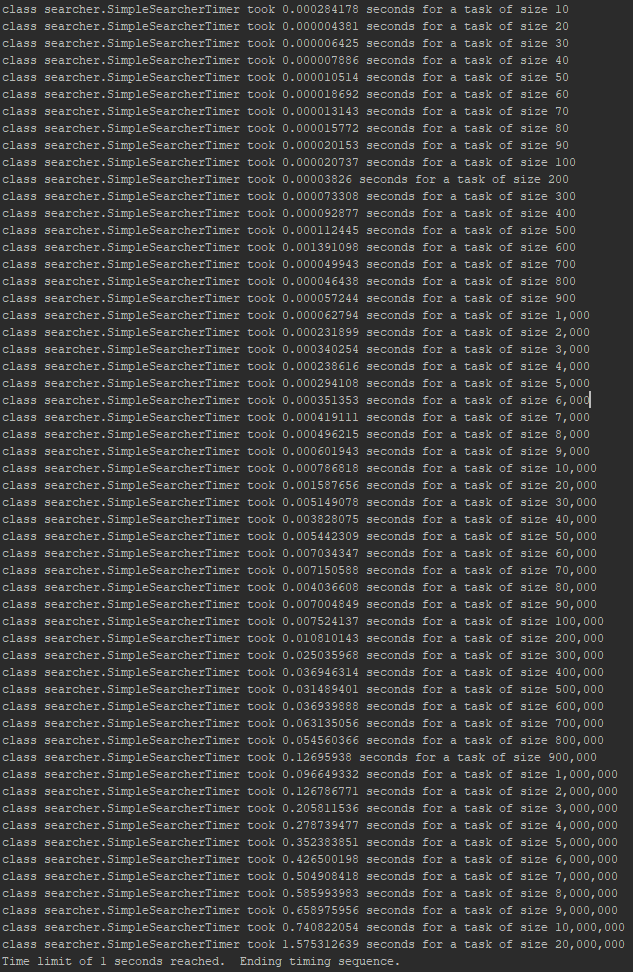 class searcher.SimpleSearcherTimer took 0.000284178 seconds for a task of size 10
class searcher.SimpleSearcherTimer took 0.000004381 seconds for a task of size 20
class searcher.SimpleSearcherTimer took 0.000006425 seconds for a task of size 30
class searcher.SimpleSearcherTimer took 0.000007886 seconds for a task of size 40
class searcher.SimpleSearcherTimer took 0.000010514 seconds for a task of size 50
class searcher.SimpleSearcherTimer took 0.000018692 seconds for a task of size 60
class searcher.SimpleSearcherTimer took 0.000013143 seconds for a task of size 70
class searcher.SimpleSearcherTimer took 0.000015772 seconds for a task of size 80
class searcher.SimpleSearcherTimer took 0.000020153 seconds for a task of size 90
class searcher.SimpleSearcherTimer took 0.000020737 seconds for a task of size 100
class searcher.SimpleSearcherTimer took 0.00003826 seconds for a task of size 200
class searcher.SimpleSearcherTimer took 0.000073308 seconds for a task of size 300
class searcher.SimpleSearcherTimer took 0.000092877 seconds for a task of size 400
class searcher.SimpleSearcherTimer took 0.000112445 seconds for a task of size 500
class searcher.SimpleSearcherTimer took 0.001391098 seconds for a task of size 600
class searcher.SimpleSearcherTimer took 0.000049943 seconds for a task of size 700
class searcher.SimpleSearcherTimer took 0.000046438 seconds for a task of size 800
class searcher.SimpleSearcherTimer took 0.000057244 seconds for a task of size 900
class searcher.SimpleSearcherTimer took 0.000062794 seconds for a task of size 1,000
class searcher.SimpleSearcherTimer took 0.000231899 seconds for a task of size 2,000
class searcher.SimpleSearcherTimer took 0.000340254 seconds for a task of size 3,000
class searcher.SimpleSearcherTimer took 0.000238616 seconds for a task of size 4,000
class searcher.SimpleSearcherTimer took 0.000294108 seconds for a task of size 5,000
class searcher.SimpleSearcherTimer took 0.000351353 seconds for a task of size 6,000
class searcher.SimpleSearcherTimer took 0.000419111 seconds for a task of size 7,000
class searcher.SimpleSearcherTimer took 0.000496215 seconds for a task of size 8,000
class searcher.SimpleSearcherTimer took 0.000601943 seconds for a task of size 9,000
class searcher.SimpleSearcherTimer took 0.000786818 seconds for a task of size 10,000
class searcher.SimpleSearcherTimer took 0.001587656 seconds for a task of size 20,000
class searcher.SimpleSearcherTimer took 0.005149078 seconds for a task of size 30,000
class searcher.SimpleSearcherTimer took 0.003828075 seconds for a task of size 40,000
class searcher.SimpleSearcherTimer took 0.005442309 seconds for a task of size 50,000
class searcher.SimpleSearcherTimer took 0.007034347 seconds for a task of size 60,000
class searcher.SimpleSearcherTimer took 0.007150588 seconds for a task of size 70,000
class searcher.SimpleSearcherTimer took 0.004036608 seconds for a task of size 80,000
class searcher.SimpleSearcherTimer took 0.007004849 seconds for a task of size 90,000
class searcher.SimpleSearcherTimer took 0.007524137 seconds for a task of size 100,000
class searcher.SimpleSearcherTimer took 0.010810143 seconds for a task of size 200,000
class searcher.SimpleSearcherTimer took 0.025035968 seconds for a task of size 300,000
class searcher.SimpleSearcherTimer took 0.036946314 seconds for a task of size 400,000
class searcher.SimpleSearcherTimer took 0.031489401 seconds for a task of size 500,000
class searcher.SimpleSearcherTimer took 0.036939888 seconds for a task of size 600,000
class searcher.SimpleSearcherTimer took 0.063135056 seconds for a task of size 700,000
class searcher.SimpleSearcherTimer took 0.054560366 seconds for a task of size 800,000
class searcher.SimpleSearcherTimer took 0.12695938 seconds for a task of size 900,000
class searcher.SimpleSearcherTimer took 0.096649332 seconds for a task of size 1,000,000
class searcher.SimpleSearcherTimer took 0.126786771 seconds for a task of size 2,000,000
class searcher.SimpleSearcherTimer took 0.205811536 seconds for a task of size 3,000,000
class searcher.SimpleSearcherTimer took 0.278739477 seconds for a task of size 4,000,000
class searcher.SimpleSearcherTimer took 0.352383851 seconds for a task of size 5,000,000
class searcher.SimpleSearcherTimer took 0.426500198 seconds for a task of size 6,000,000
class searcher.SimpleSearcherTimer took 0.504908418 seconds for a task of size 7,000,000
class searcher.SimpleSearcherTimer took 0.585993983 seconds for a task of size 8,000,000
class searcher.SimpleSearcherTimer took 0.658975956 seconds for a task of size 9,000,000
class searcher.SimpleSearcherTimer took 0.740822054 seconds for a task of size 10,000,000
class searcher.SimpleSearcherTimer took 1.575312639 seconds for a task of size 20,000,000
Time limit of 1 seconds reached.  Ending timing sequence.